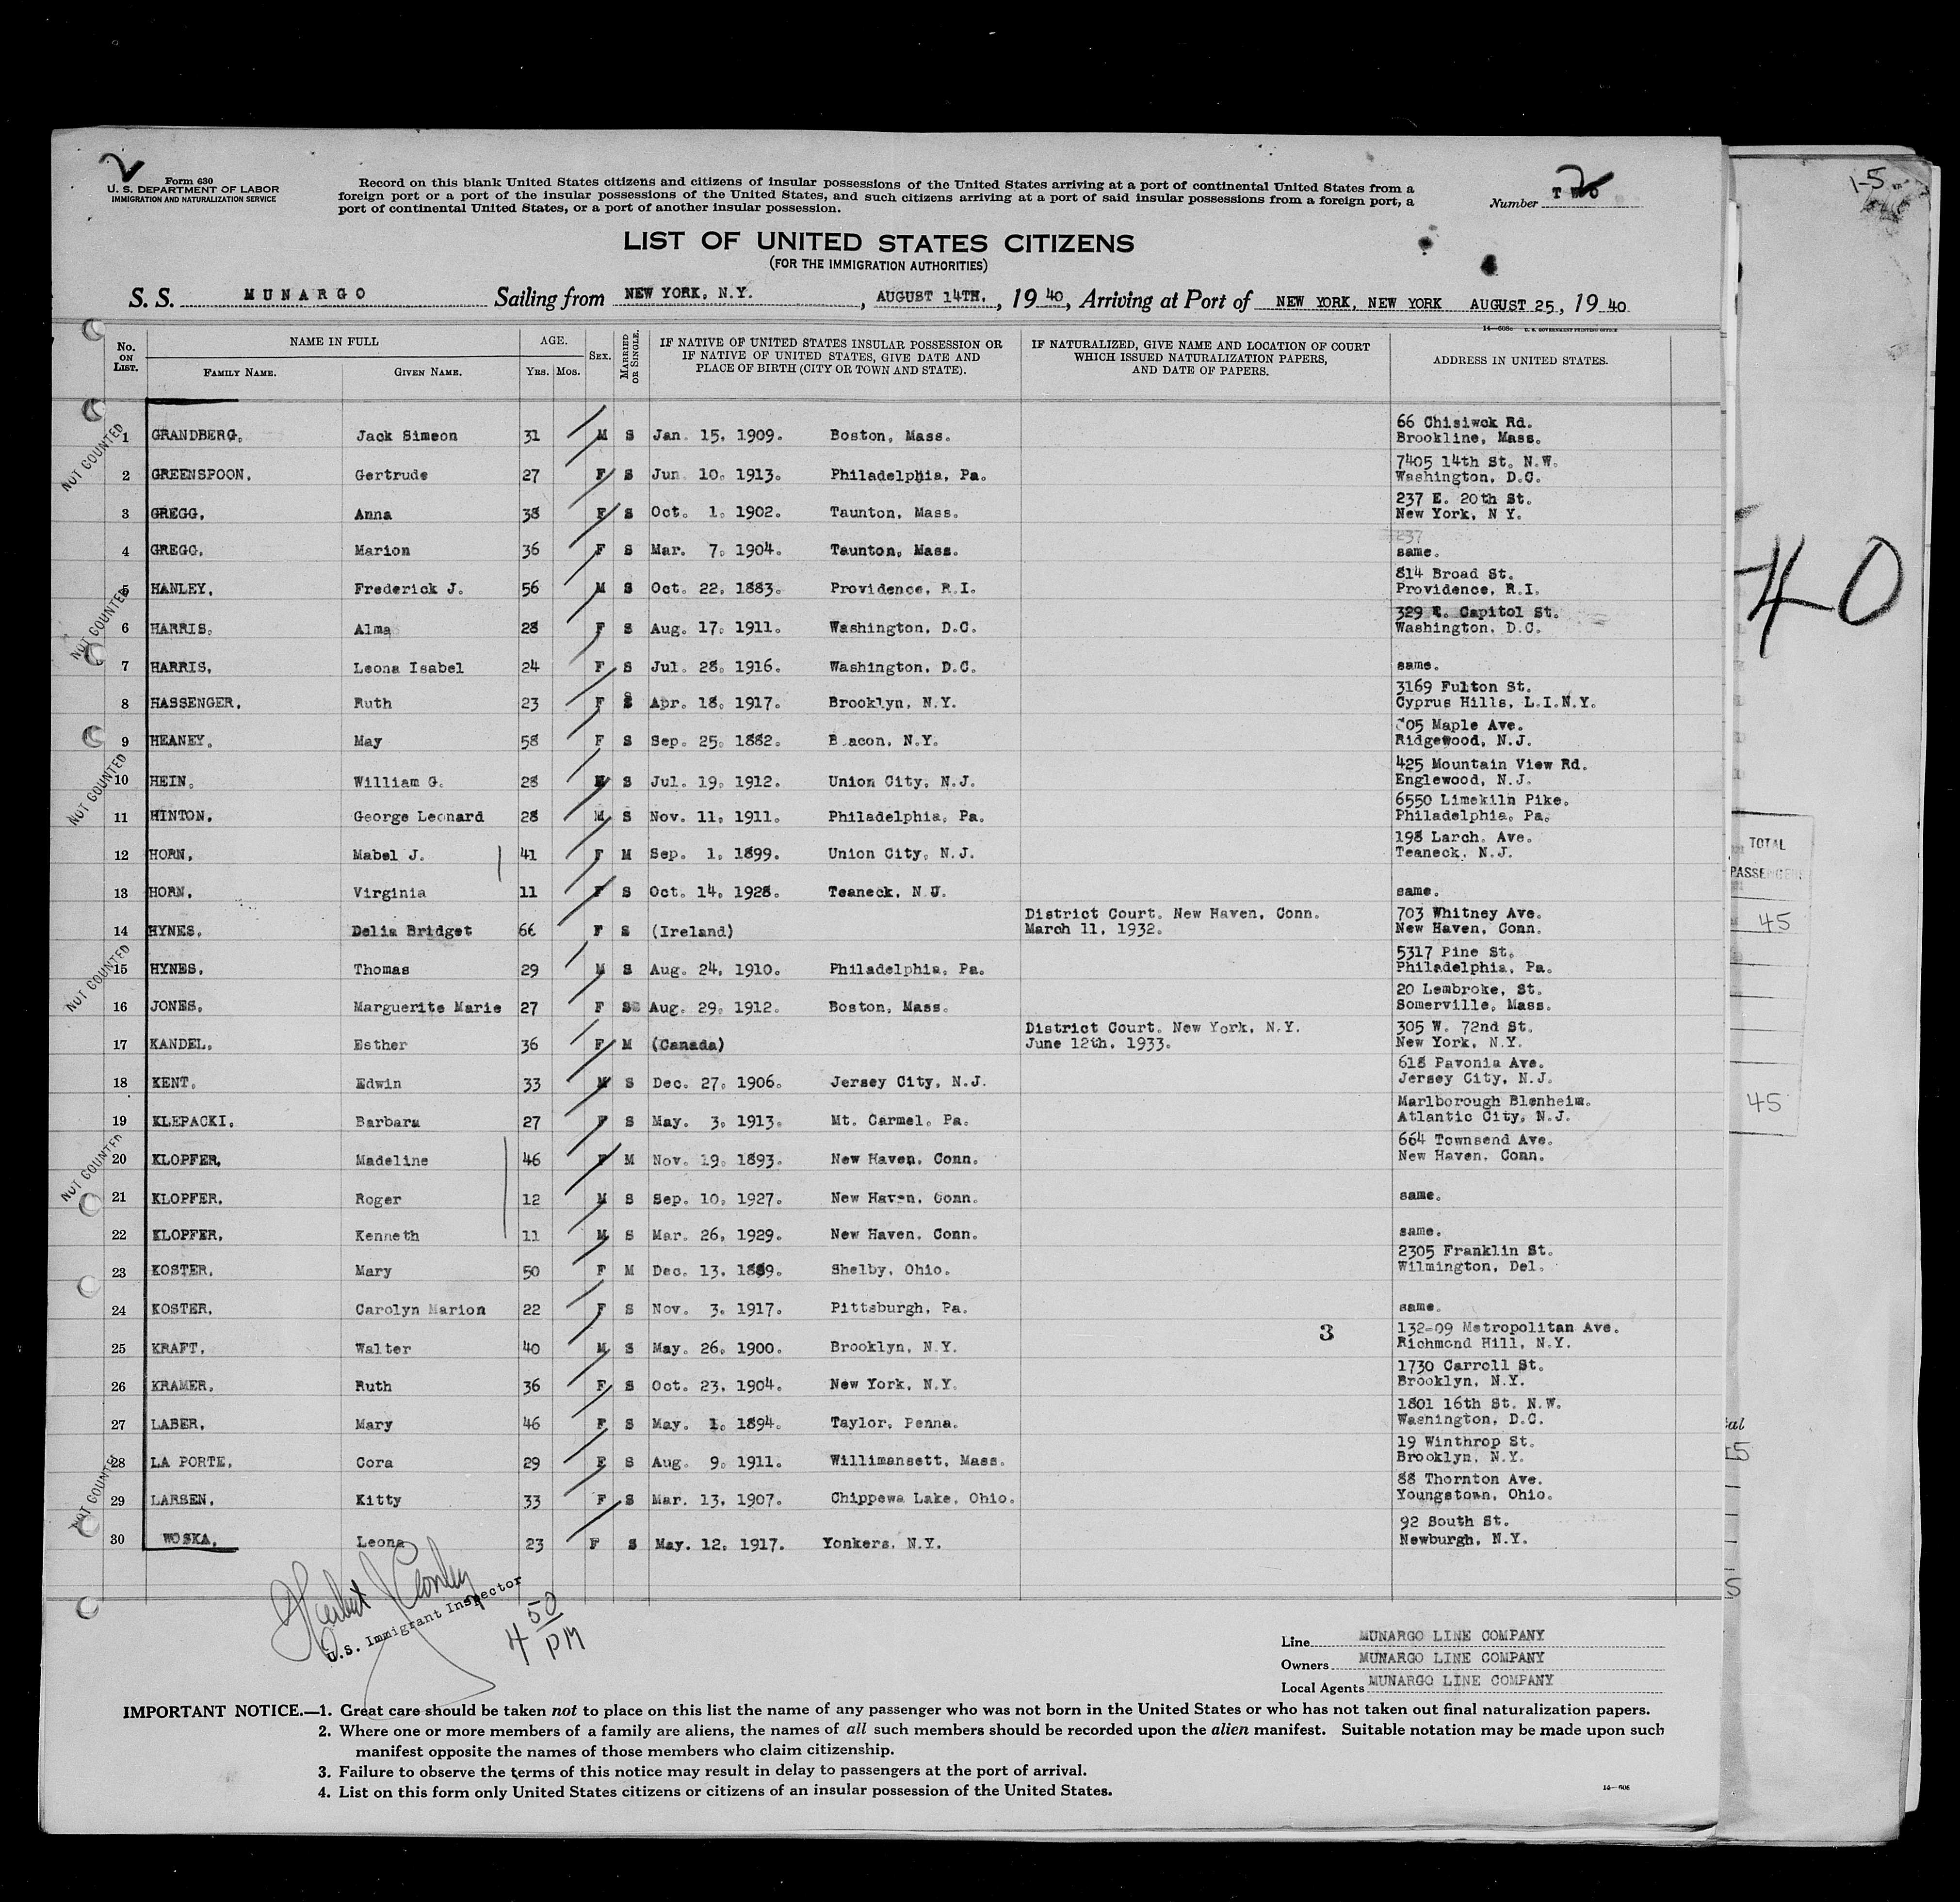 2
Form 630
U. S. DEPARTMENT OF LABOR
IMMIGRATION AND NATURALIZATION SERVICE
Record on this blank United States citizens and citizens of insular possessions of the United States arriving at a port of continental United States from a
foreign port or a port of the insular possessions of the United States, and such citizens arriving at a port of said insular possessions from a foreign port, a
port of continental United States, or a port of another insular possession.
Number TWO 2
LIST OF UNITED STATES CITIZENS
(FOR THE IMMIGRATION AUTHORITIES)
S. S. MUNARGO Sailing from NEW YORK, N.Y. , AUGUST 14TH. , 19 40, Arriving at Port of NEW YORK, NEW YORK AUGUST 25, 19 40
14—608c U. S. GOVERNMENT PRINTING OFFICE
No. ON LIST. NAME IN FULL FAMILY NAME. GIVEN NAME. AGE. YRS. MOS. SEX. MARRIED OR SINGLE. IF NATIVE OF UNITED STATES INSULAR POSSESSION OR IF NATIVE OF UNITED STATES, GIVE DATE AND PLACE OF BIRTH (CITY OR TOWN AND STATE). IF NATURALIZED, GIVE NAME AND LOCATION OF COURT WHICH ISSUED NATURALIZATION PAPERS, AND DATE OF PAPERS. ADDRESS IN UNITED STATES.
1 GRANDBERG. Jack Simeon 31 M S Jan. 15, 1909. Boston, Mass. 66 Chisiwok Rd. Brookline, Mass.
NOT COUNTED
2 GREENSPOON. Gertrude 27 F S Jun 10, 1913. Philadelphia, Pa. 7405 14th St. N.W. Washington, D.C.
3 GREGG, Anna 38 F S Oct. 1, 1902. Taunton, Mass. 237 E. 20th St. New York, N Y.
4 GREGG. Marion 36 F S Mar. 7, 1904. Taunton, Mass. 237 same.
5 HANLEY. Frederick J. 56 M S Oct. 22, 1883. Providence, R.I. 814 Broad St. Providence, R.I.
NOT COUNTED
6 HARRIS. Alma 28 F S Aug. 17, 1911. Washington, D.C. 329 E. Capitol St. Washington, D.C.
7 HARRIS, Leona Isabel 24 F S Jul. 28, 1916. Washington, D.C. same.
8 HASSENGER. Ruth 23 F S Apr. 18, 1917. Brooklyn, N.Y. 3169 Fulton St. Cyprus Hills, L.I.N.Y.
9 HEANEY. May 58 F S Sep. 25, 1882. B acon, N.Y. 05 Maple Ave. Ridgewood, N.J.
10 HEIN. William G. 28 M S Jul. 19, 1912. Union City, N.J. 425 Mountain View Rd. Englewood, N.J.
NOT COUNTED
11 HINTON. George Leonard 28 M S Nov. 11, 1911. Philadelphia, Pa. 6550 Limekiln Pike. Philadelphia, Pa.
12 HORN, Mabel J. 41 F M Sep. 1, 1899. Union City, N.J. 198 Larch. Ave. Teaneck, N.J.
13 HORN. Virginia 11 F S Oct. 14, 1928. Teaneck, N J. same.
14 HYNES. Delia Bridget 66 F S (Ireland) District Court. New Haven, Conn. March 11, 1932. 703 Whitney Ave. New Haven, Conn.
15 HYNES. Thomas 29 M S Aug. 24, 1910. Philadelphia, Pa. 5317 Pine St. Philadelphia, Pa.
NOT COUNTED
16 JONES. Marguerite Marie 27 F S Aug. 29, 1912. Boston, Mass. 20 Lembroke, St. Somerville, Mass.
17 KANDEL. Esther 36 F M (Canada) District Court. New York, N.Y. June 12th, 1933. 305 W. 72nd St. New York, N.Y.
18 KENT. Edwin 33 M S Dec. 27, 1906. Jersey City, N.J. 618 Pavonia Ave. Jersey City, N.J.
19 KLEPACKI. Barbara 27 F S May. 3, 1913. Mt. Carmel, Pa. Marlborough Blenheim. Atlantic City, N.J.
20 KLOPFER, Madeline 46 F M Nov. 19, 1893. New Haven, Conn. 664 Townsend Ave. New Haven, Conn.
NOT COUNTED
21 KLOPFER. Roger 12 M S Sep. 10, 1927. New Haven, Conn. same.
22 KLOPFER, Kenneth 11 M S Mar. 26, 1929. New Haven, Conn. same.
23 KOSTER. Mary 50 F M Dec. 13, 1889. Shelby, Ohio. 2305 Franklin St. Wilmington, Del.
24 KOSTER. Carolyn Marion 22 F S Nov. 3, 1917. Pittsburgh, Pa. same.
25 KRAFT. Walter 40 M S May. 26, 1900. Brooklyn, N.Y. 3 132-09 Metropolitan Ave. Richmond Hill, N.Y.
26 KRAMER. Ruth 36 F S Oct. 23, 1904. New York, N.Y. 1730 Carroll St. Brooklyn, N.Y.
27 LABER. Mary 46 F S May. 1, 1894. Taylor, Penna. 1801 16th St. N.W. Washington, D.C.
28 LA PORTE. Cora 29 F S Aug. 9, 1911. Willimansett, Mass. 19 Winthrop St. Brooklyn, N.Y.
NOT COUNTED
29 LARSEN, Kitty 33 F S Mar. 13, 1907. Chippewa Lake, Ohio. 88 Thornton Ave. Youngstown, Ohio.
30 WOSKA. Leona 23 F S May. 12, 1917. Yonkers, N.Y. 92 South St. Newburgh, N.Y.
U.S. Immigrant Inspector
4 50 PM
Line MUNARGO LINE COMPANY
Owners MUNARGO LINE COMPANY
Local Agents MUNARGO LINE COMPANY
IMPORTANT NOTICE.—1. Great care should be taken not to place on this list the name of any passenger who was not born in the United States or who has not taken out final naturalization papers.
2. Where one or more members of a family are aliens, the names of all such members should be recorded upon the alien manifest. Suitable notation may be made upon such
manifest opposite the names of those members who claim citizenship.
3. Failure to observe the terms of this notice may result in delay to passengers at the port of arrival.
4. List on this form only United States citizens or citizens of an insular possession of the United States.
14—608
1-5
40
TOTAL
PASSENGERS
45
45